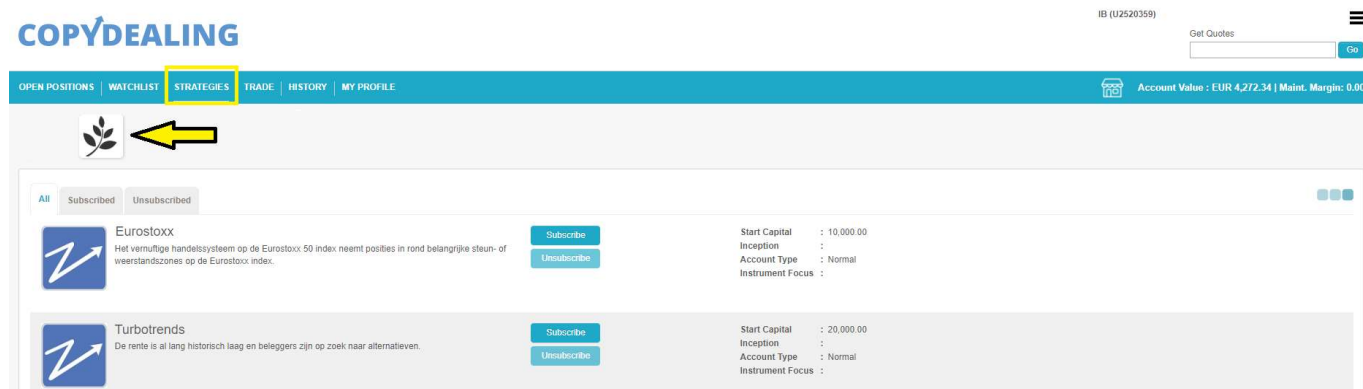 IB (U2520359)
COPYDEALING
Get Quotes
Go
OPEN POSITIONS WATCHLIST STRATEGIES TRADE HISTORY MY PROFILE
Account Value : EUR 4,272.34 | Maint. Margin: 0.00
All Subscribed Unsubscribed
Eurostoxx
Het vernuftige handelssysteem op de Eurostoxx 50 index neemt posities in rond belangrijke steun- of
weerstandszones op de Eurostoxx index.
Subscribe
Unsubscribe
Start Capital : 10,000.00
Inception :
Account Type : Normal
Instrument Focus :
Turbotrends
De rente is al lang historisch laag en beleggers zijn op zoek naar alternatieven.
Subscribe
Unsubscribe
Start Capital : 20,000.00
Inception :
Account Type : Normal
Instrument Focus :